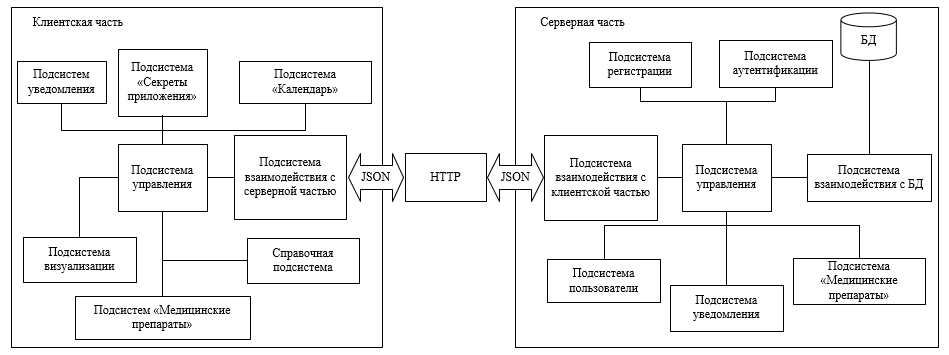 Клиентская часть
Подсистем
уведомления
Подсистема
«Секреты
приложения»
Подсистема
«Календарь»
Подсистема
управления
Подсистема
взаимодействия с
серверной частью
Подсистема
визуализации
Справочная
подсистема
Подсистем «Медицинские
препараты»
JSON
HTTP
JSON
Серверная часть
БД
Подсистема
регистрации
Подсистема
аутентификации
Подсистема
взаимодействия с
клиентской частью
Подсистема
управления
Подсистема
взаимодействия с БД
Подсистема
пользователи
Подсистема
уведомления
Подсистема
«Медицинские
препараты»